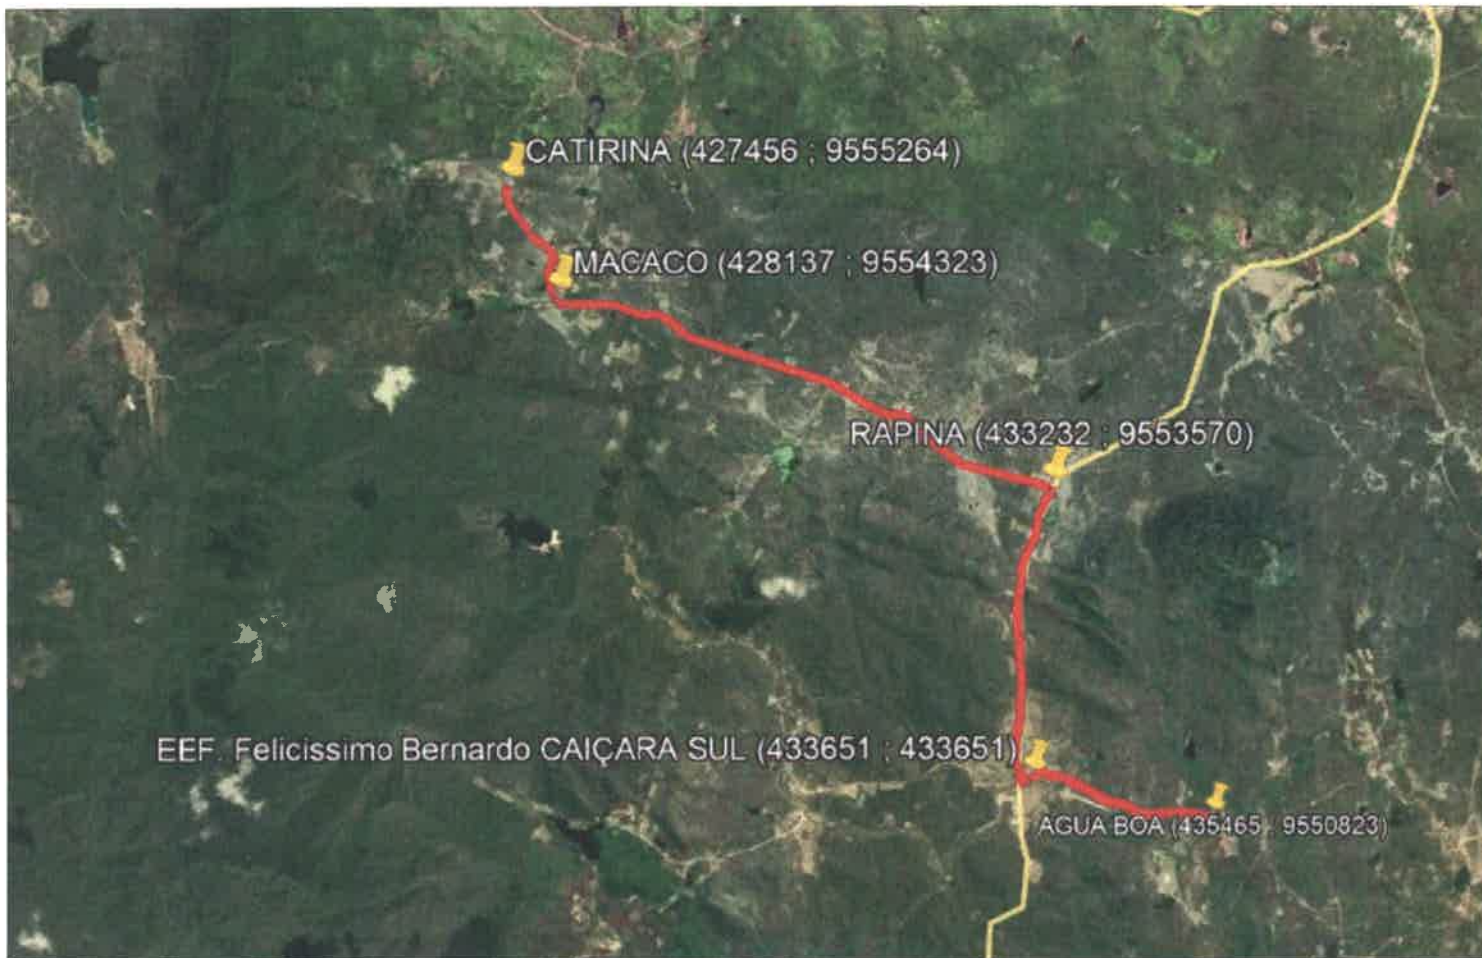 CATIRINA (427456 ; 9555264)
MACACO (428137 ; 9554323)
RAPINA (433232 ; 9553570)
EEF. Felicissimo Bernardo CAIÇARA SUL (433651 ; 433651)
AGUA BOA (435465 ; 9550823)